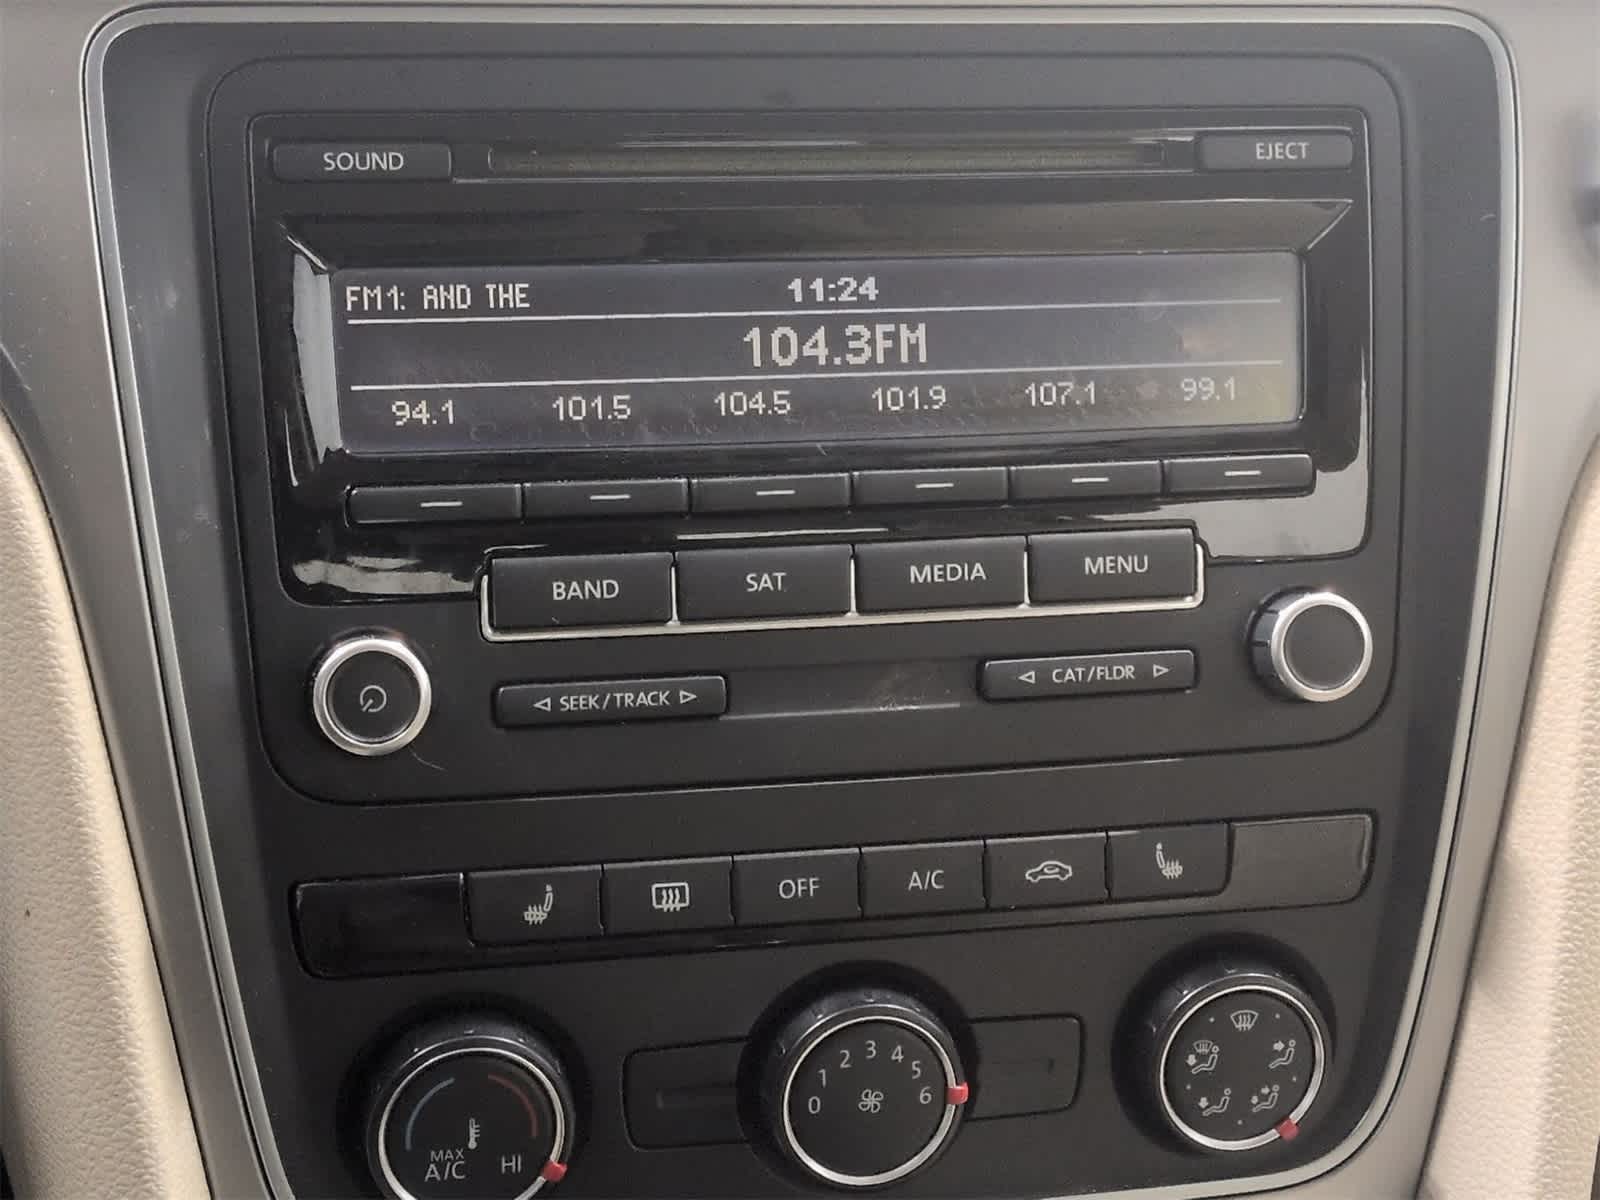 SOUND EJECT
FM1: AND THE 11:24
104.3FM
94.1 101.5 104.5 101.9 107.1 99.1
BAND SAT MEDIA MENU
SEEK/TRACK CAT/FLDR
OFF A/C
MAX
A/C HI
0 1 2 3 4 5 6